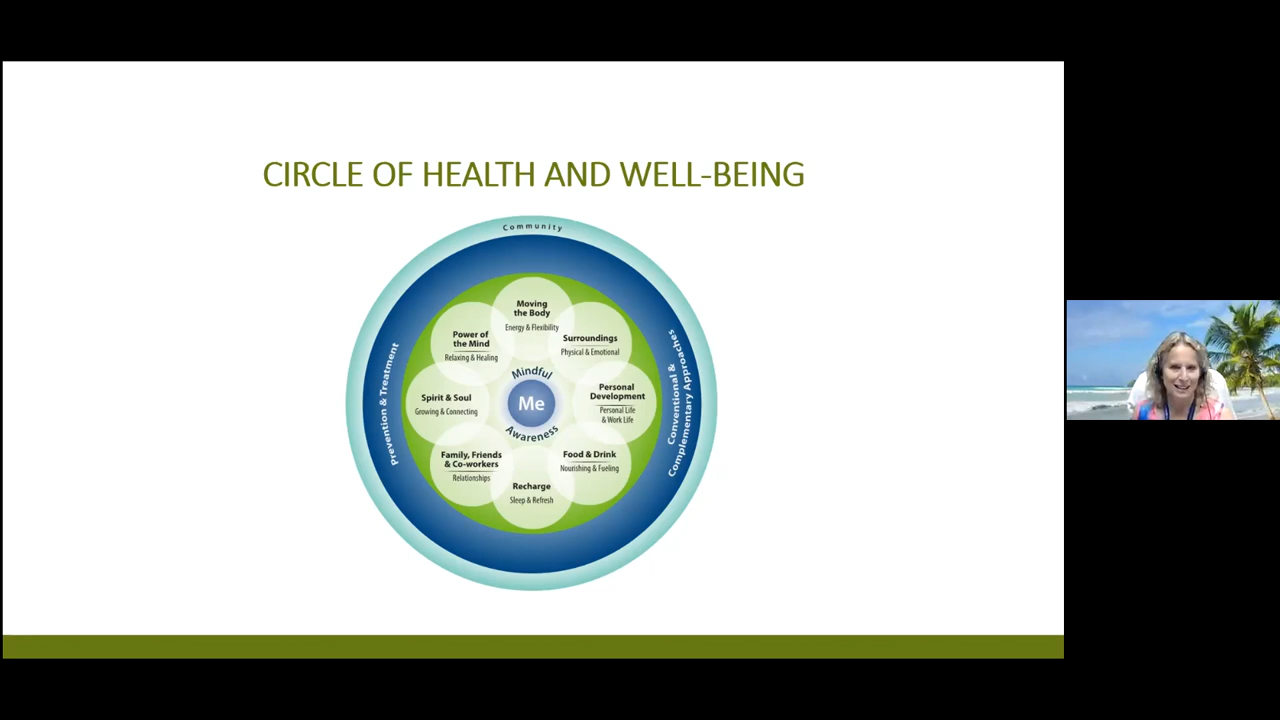 CIRCLE OF HEALTH AND WELL-BEING
Community
Prevention & Treatment
Conventional &
Complementary Approaches
Moving
the Body
Energy & Flexibility
Surroundings
Physical & Emotional
Personal
Development
Personal Life
& Work Life
Food & Drink
Nourishing & Fueling
Recharge
Sleep & Refresh
Family, Friends
& Co-workers
Relationships
Spirit & Soul
Growing & Connecting
Power of
the Mind
Relaxing & Healing
Mindful
Me
Awareness